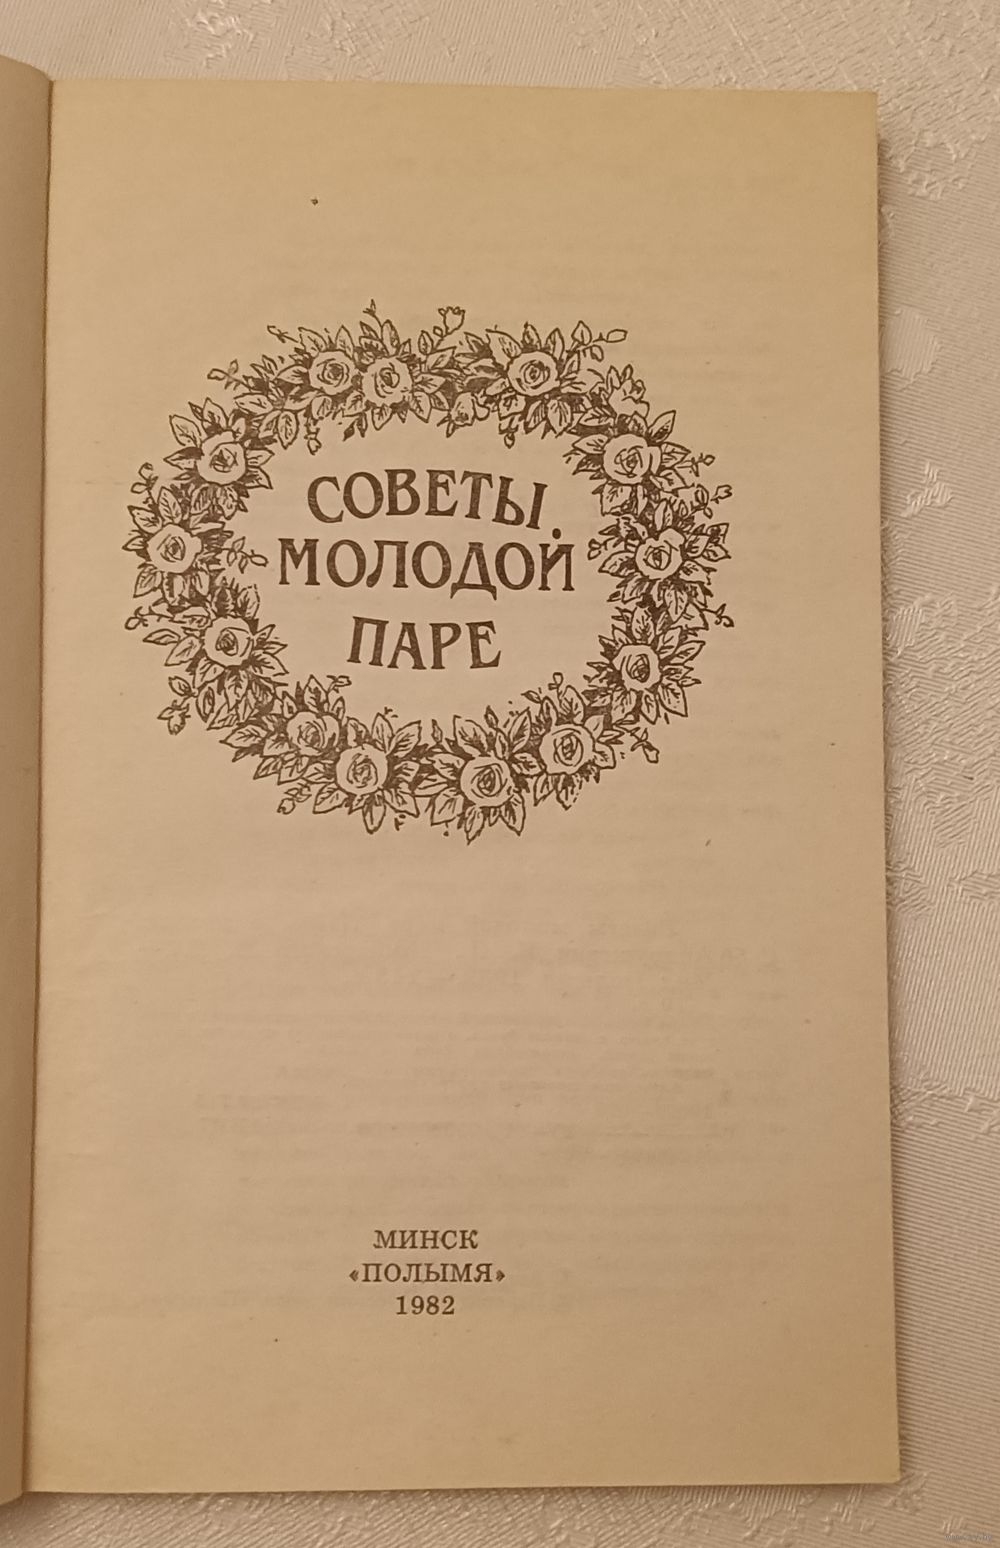 СОВЕТЫ
МОЛОДОЙ
ПАРЕ
МИНСК
«ПОЛЫМЯ»
1982